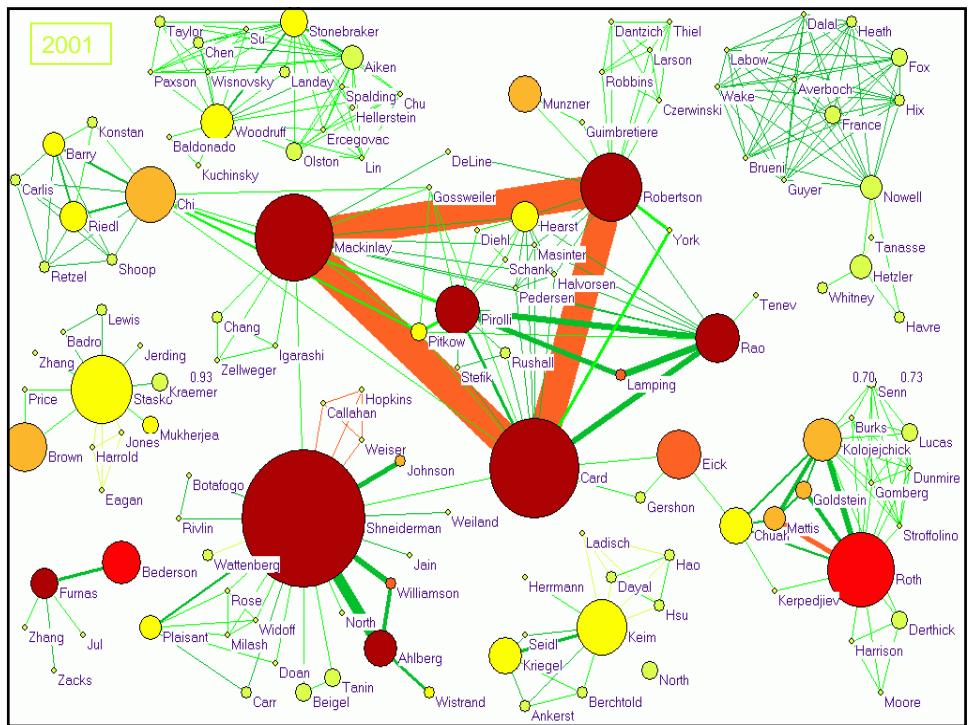 2001
Taylor
Su
Stonebraker
Chen
Aiken
Paxson
Wisnovsky
Landay
Spalding
Chu
Hellerstein
Woodruff
Ercegovac
Baldonado
Olston
Lin
Kuchinsky
Dantzich
Thiel
Larson
Robbins
Czerwinski
Munzner
Guimbretiere
Dalal
Heath
Labow
Fox
Wake
Averboch
Hix
France
Brueni
Guyer
Nowell
Tanasse
Hetzler
Whitney
Havre
Konstan
Barry
Carlis
Chi
Riedl
Retzel
Shoop
DeLine
Gossweiler
Robertson
Mackinlay
Diehl
Hearst
York
Masinter
Schank
Halvorsen
Pedersen
Tenev
Chang
Pirolli
Pitkow
Rao
Igarashi
Zellweger
Rushall
Stefik
Lamping
Lewis
Badro
Zhang
Jerding
0.93
Kraemer
Stasko
Price
Mukherjea
Jones
Brown
Harrold
Eagan
Hopkins
Callahan
Weiser
Johnson
Card
Eick
Gershon
0.70
0.73
Senn
Burks
Lucas
Kolojejchick
Dunmire
Goldstein
Gomberg
Mattis
Chuah
Stroffolino
Roth
Kerpedjiev
Derthick
Harrison
Moore
Botafogo
Rivlin
Shneiderman
Weiland
Wattenberg
Jain
Bederson
Furnas
Zhang
Jul
Zacks
Rose
North
Williamson
Plaisant
Widoff
Milash
Ahlberg
Doan
Tanin
Carr
Beigel
Wistrand
Ladisch
Hao
Herrmann
Dayal
Hsu
Seidl
Keim
Kriegel
North
Berchtold
Ankerst